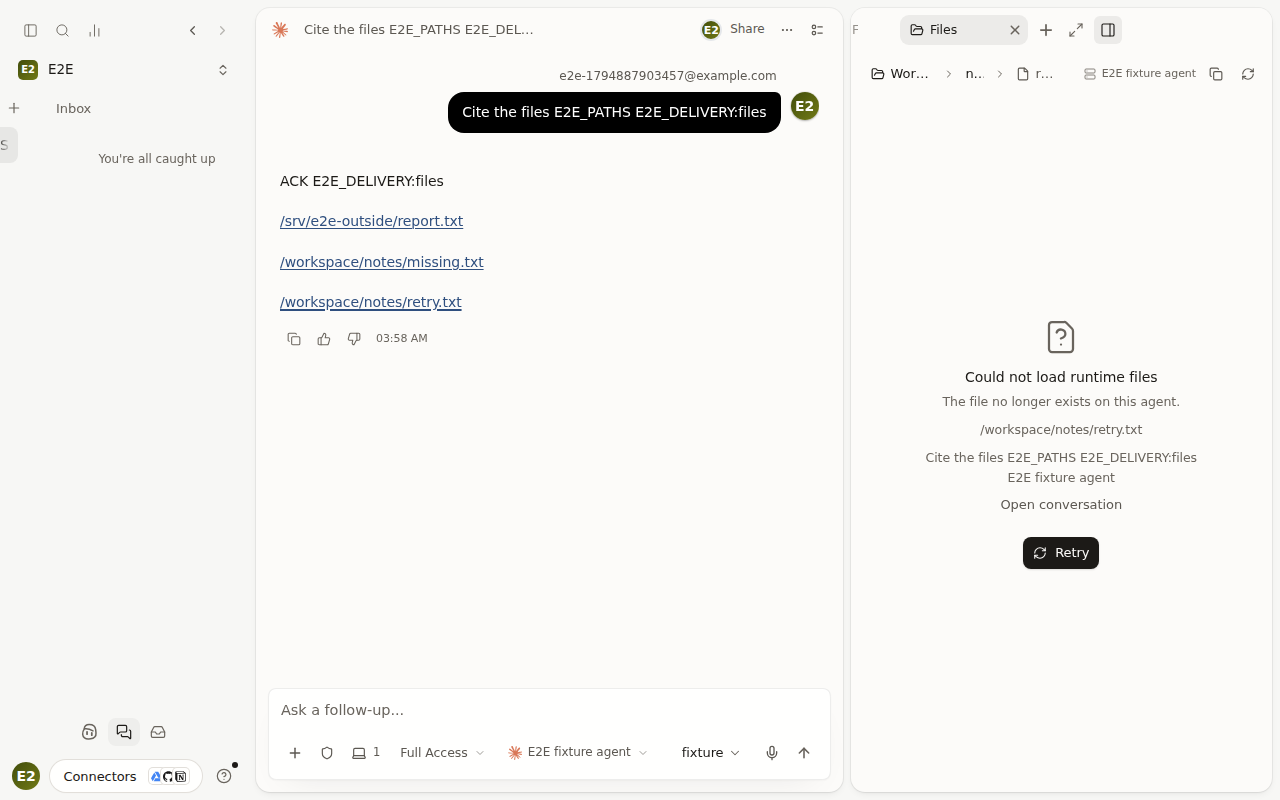 E2 E2E
Inbox
S
You're all caught up
E2 Connectors
Cite the files E2E_PATHS E2E_DEL...
E2 Share
e2e-1794887903457@example.com
Cite the files E2E_PATHS E2E_DELIVERY:files
E2
ACK E2E_DELIVERY:files
/srv/e2e-outside/report.txt
/workspace/notes/missing.txt
/workspace/notes/retry.txt
03:58 AM
Ask a follow-up...
1 Full Access E2E fixture agent fixture
F Files
Wor... n... r... E2E fixture agent
Could not load runtime files
The file no longer exists on this agent.
/workspace/notes/retry.txt
Cite the files E2E_PATHS E2E_DELIVERY:files
E2E fixture agent
Open conversation
Retry